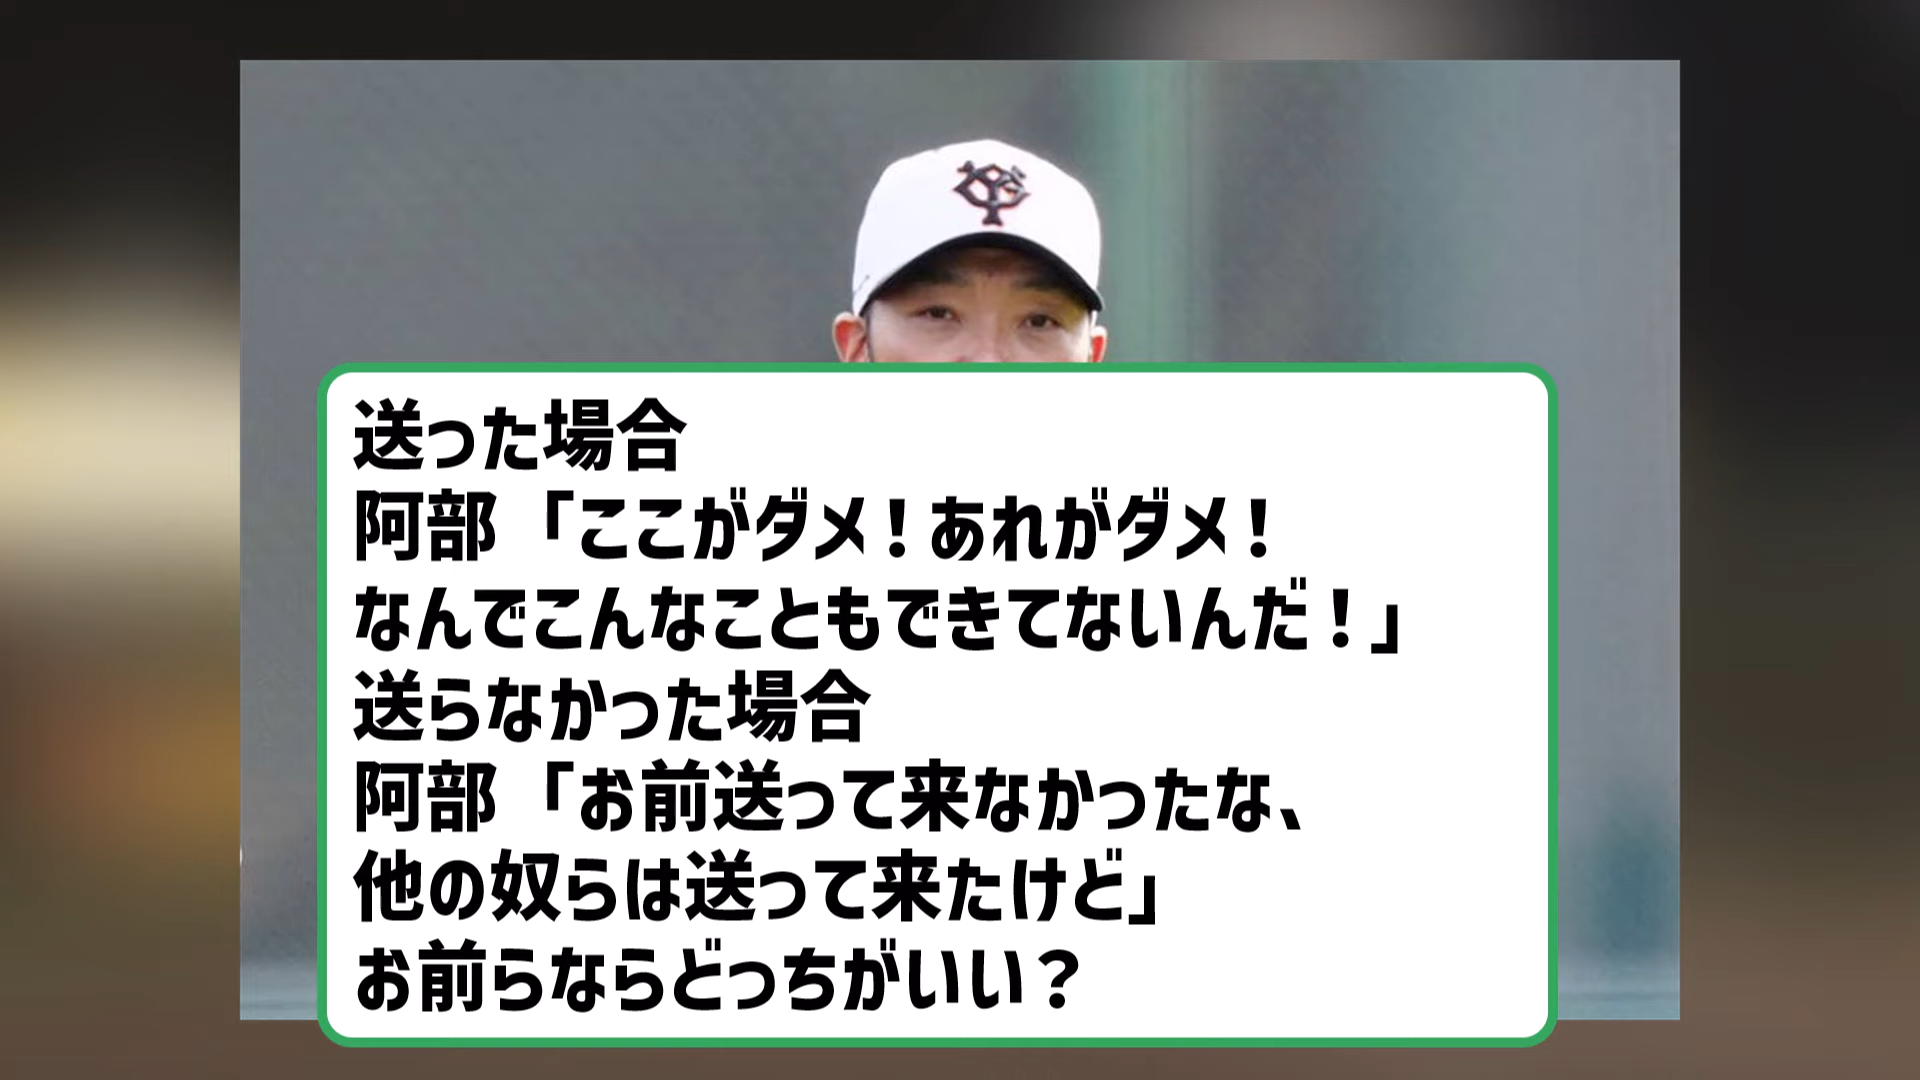 YG
送った場合
阿部「ここがダメ！あれがダメ！
なんでこんなこともできてないんだ！」
送らなかった場合
阿部「お前送って来なかったな、
他の奴らは送って来たけど」
お前らならどっちがいい？